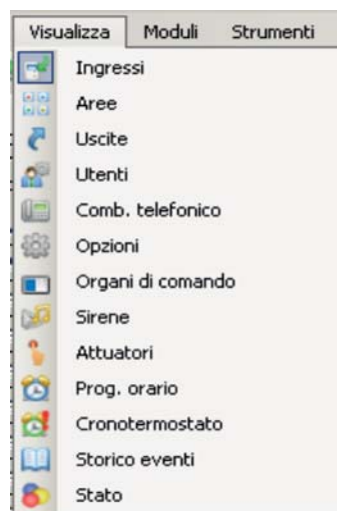 Visualizza Moduli Strumenti
Ingressi
Aree
Uscite
Utenti
Comb. telefonico
Opzioni
Organi di comando
Sirene
Attuatori
Prog. orario
Cronotermostato
Storico eventi
Stato